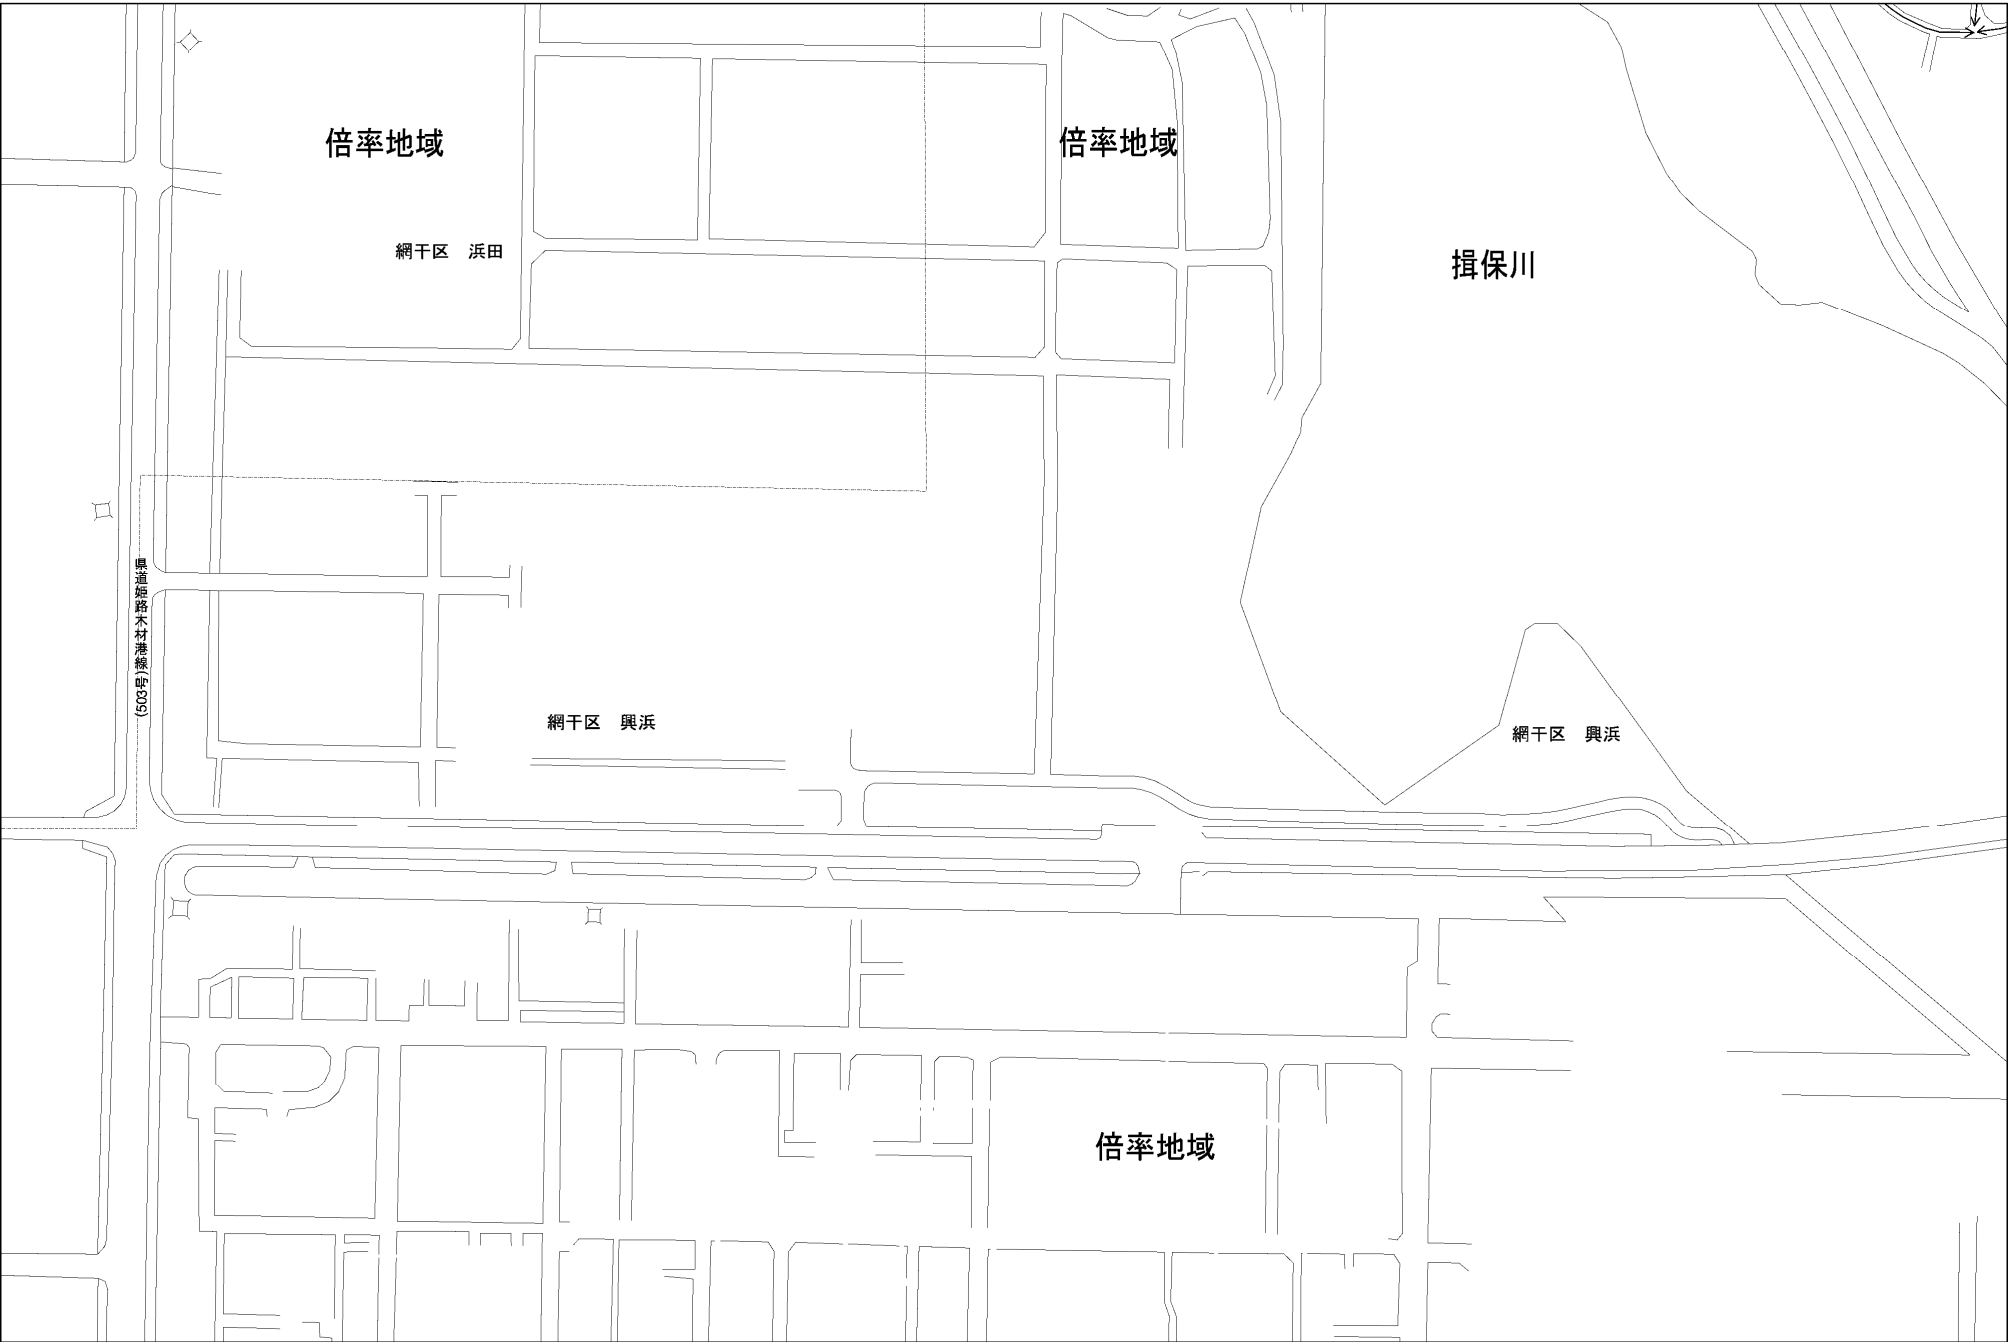 倍率地域
倍率地域
網干区　浜田
揖保川
県道姫路木材港線(503号)
網干区　興浜
網干区　興浜
倍率地域